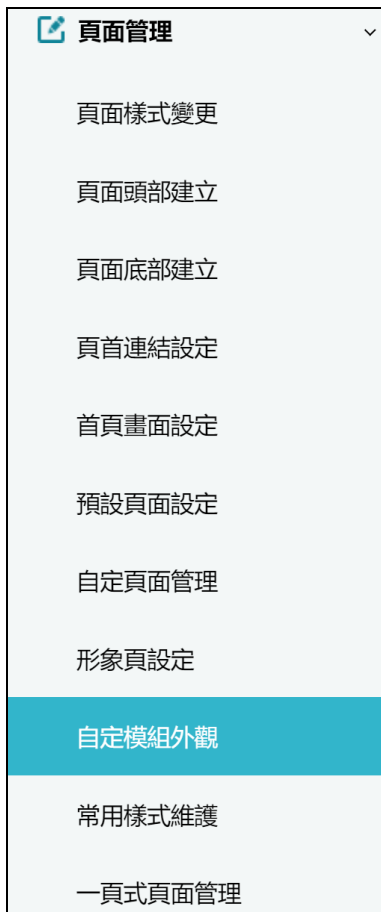 頁面管理
頁面樣式變更
頁面頭部建立
頁面底部建立
頁首連結設定
首頁畫面設定
預設頁面設定
自定頁面管理
形象頁設定
自定模組外觀
常用樣式維護
一頁式頁面管理